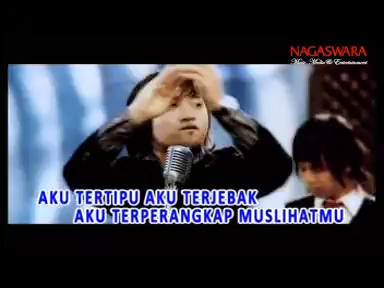 NAGASWARA
Music, Media & Entertainment
AKU TERTIPU AKU TERJEBAK
AKU TERPERANGKAP MUSLIHATMU